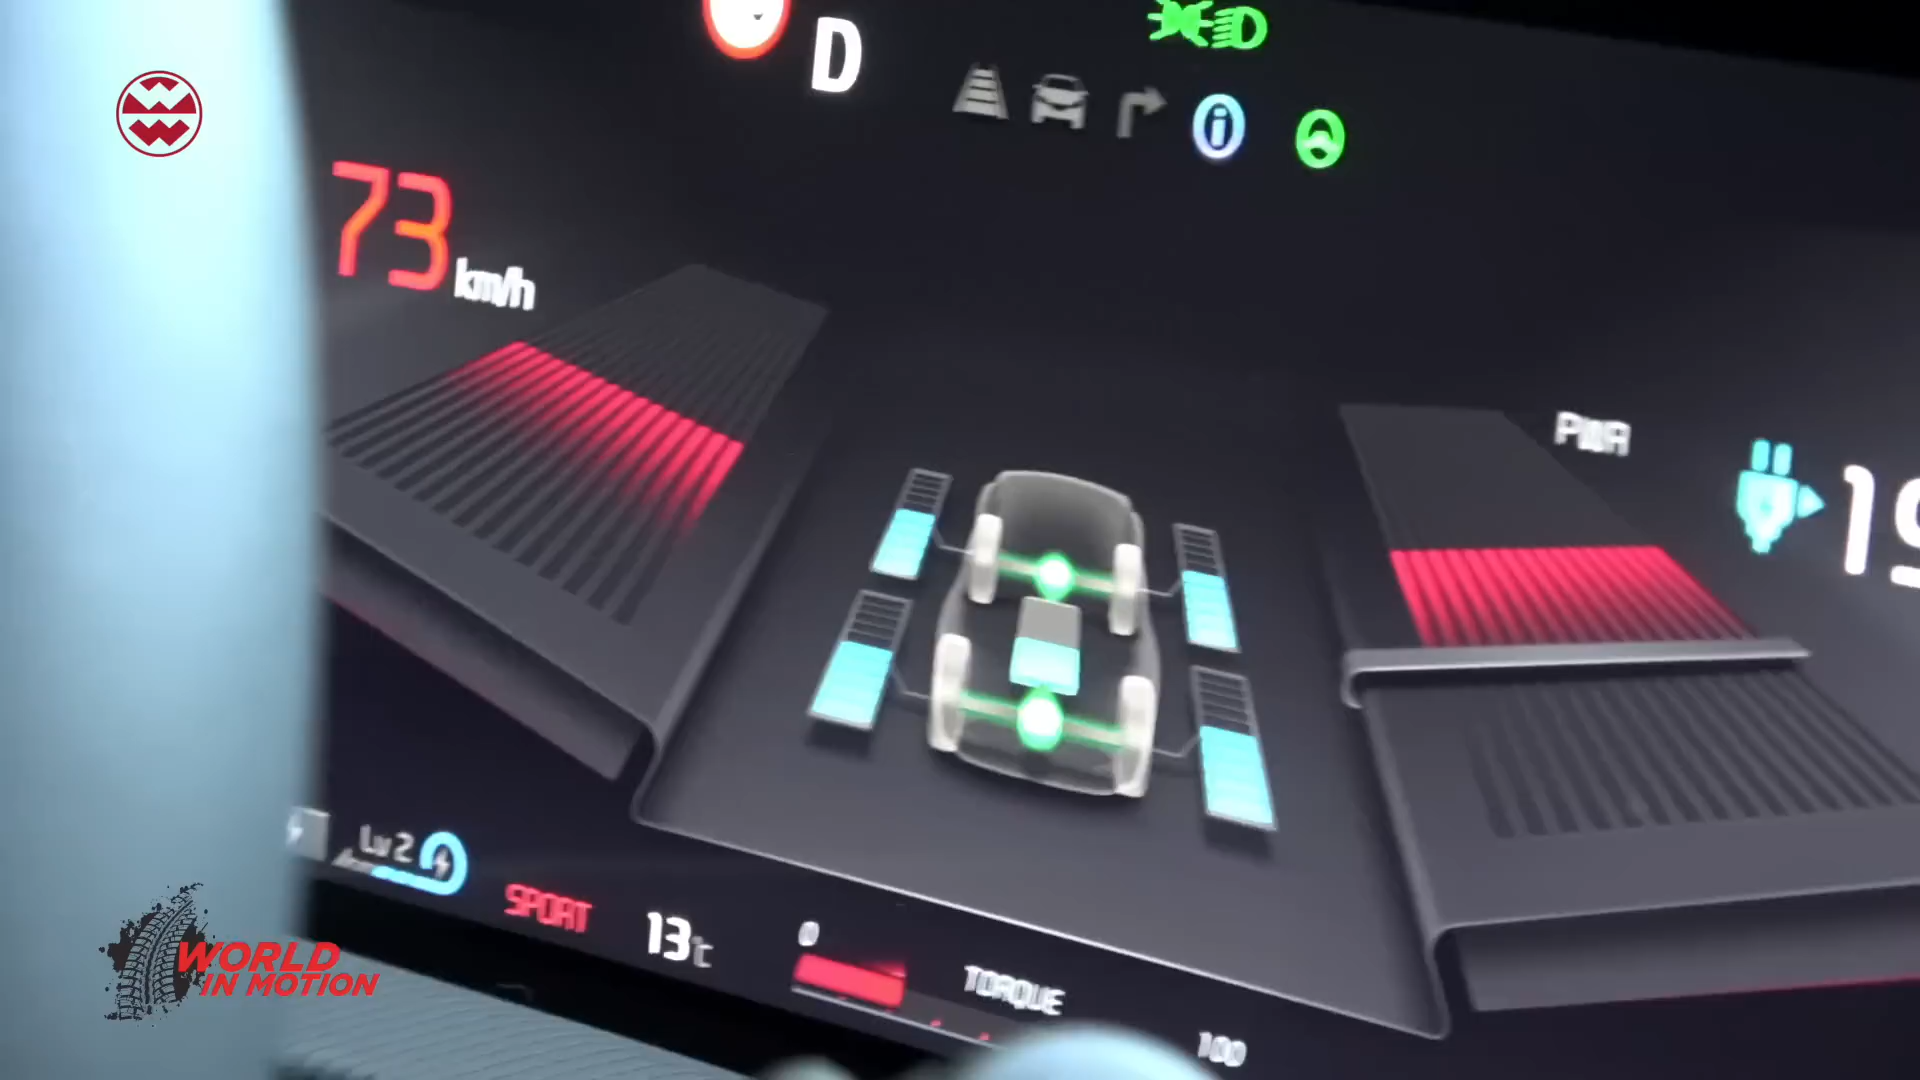 D
73 km/h
PWR
Lv 2
SPORT
13°C
0
TORQUE
100
WORLD
IN MOTION